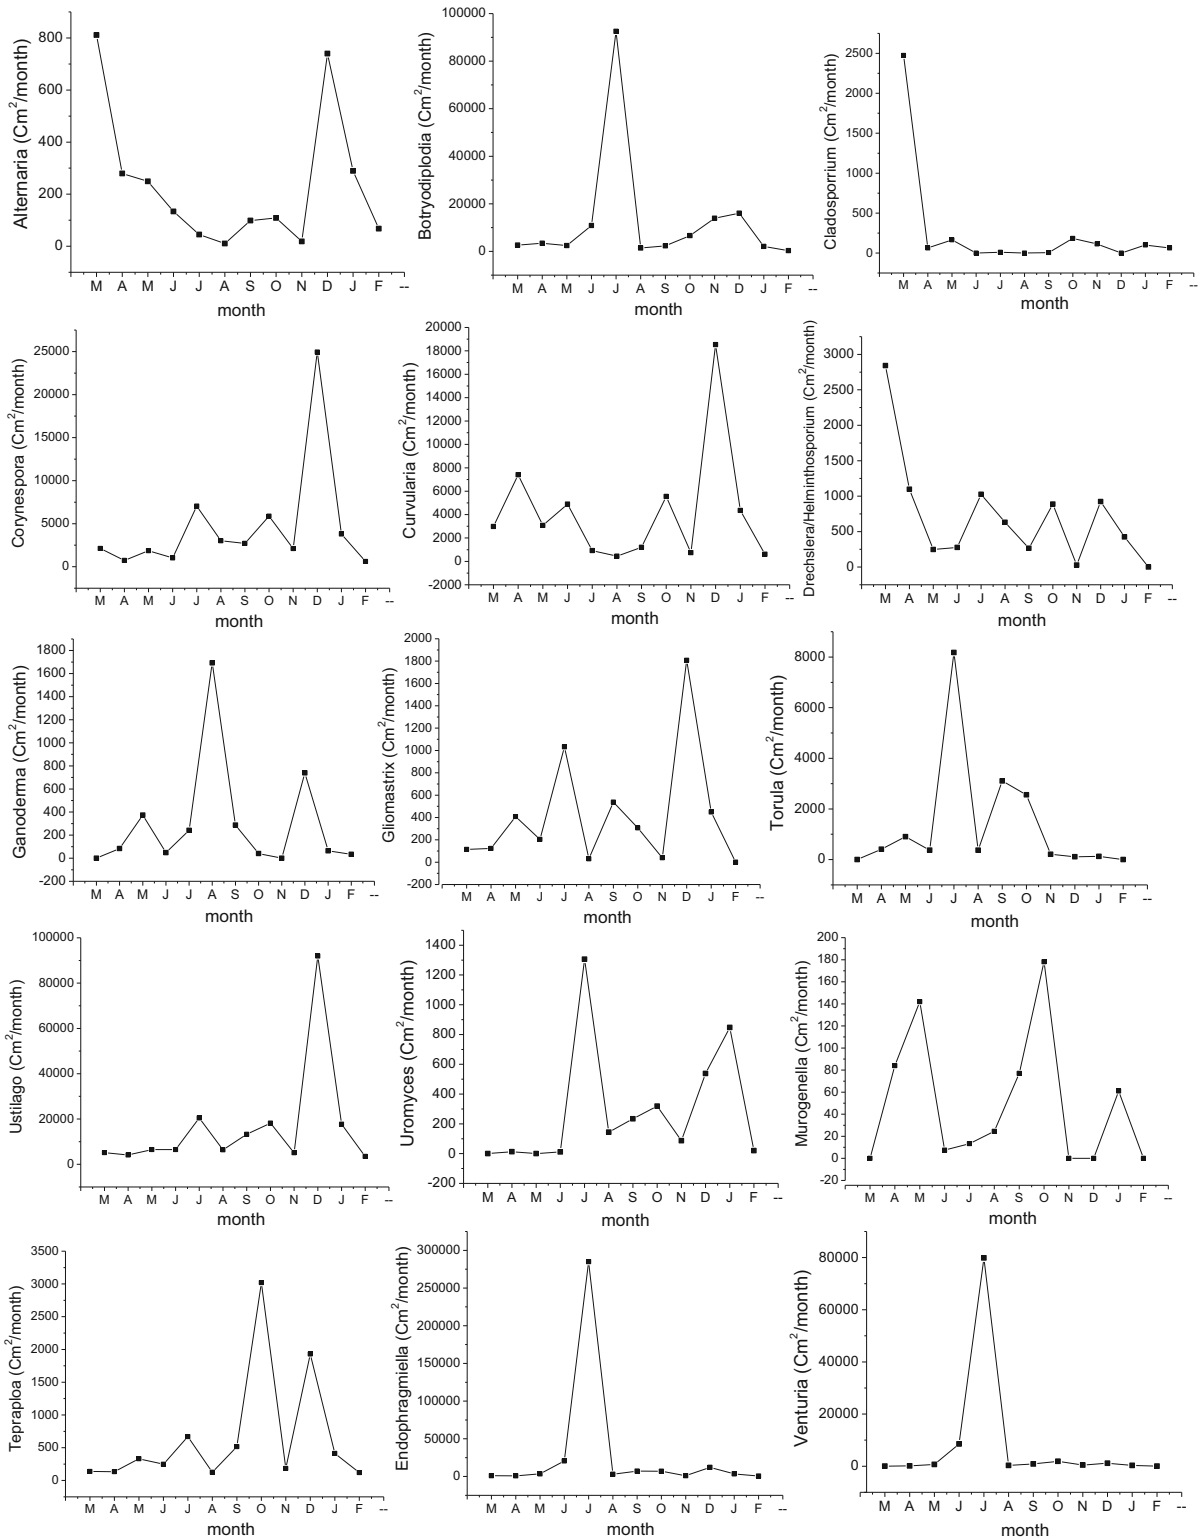 Alternaria (Cm²/month)
800
600
400
200
0
M A M J J A S O N D J F --
month
Botryodiplodia (Cm²/month)
100000
80000
60000
40000
20000
0
M A M J J A S O N D J F --
month
Cladosporrium (Cm²/month)
2500
2000
1500
1000
500
0
M A M J J A S O N D J F --
month
Corynespora (Cm²/month)
25000
20000
15000
10000
5000
0
M A M J J A S O N D J F --
month
Curvularia (Cm²/month)
20000
18000
16000
14000
12000
10000
8000
6000
4000
2000
0
-2000
M A M J J A S O N D J F --
month
Drechslera/Helminthosporium (Cm²/month)
3000
2500
2000
1500
1000
500
0
M A M J J A S O N D J F --
month
Ganoderma (Cm²/month)
1800
1600
1400
1200
1000
800
600
400
200
0
-200
M A M J J A S O N D J F --
month
Gliomastrix (Cm²/month)
2000
1800
1600
1400
1200
1000
800
600
400
200
0
-200
M A M J J A S O N D J F --
month
Torula (Cm²/month)
8000
6000
4000
2000
0
M A M J J A S O N D J F --
month
Ustilago (Cm²/month)
100000
80000
60000
40000
20000
0
M A M J J A S O N D J F --
month
Uromyces (Cm²/month)
1400
1200
1000
800
600
400
200
0
-200
M A M J J A S O N D J F --
month
Murogenella (Cm²/month)
200
180
160
140
120
100
80
60
40
20
0
-20
M A M J J A S O N D J F --
month
Tepraploa (Cm²/month)
3500
3000
2500
2000
1500
1000
500
0
M A M J J A S O N D J F --
month
Endophragmiella (Cm²/month)
300000
250000
200000
150000
100000
50000
0
M A M J J A S O N D J F --
month
Venturia (Cm²/month)
80000
60000
40000
20000
0
M A M J J A S O N D J F --
month